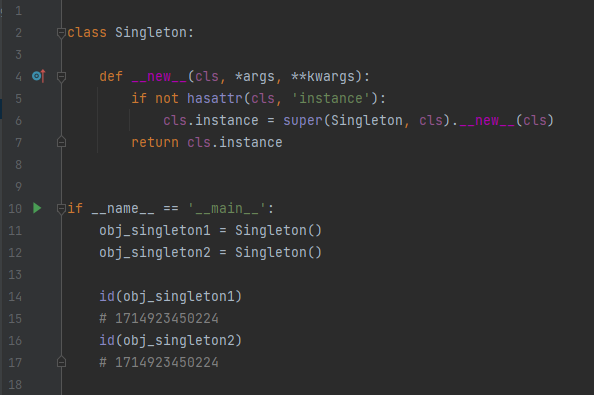 1
2 class Singleton:
3
4     def __new__(cls, *args, **kwargs):
5         if not hasattr(cls, 'instance'):
6             cls.instance = super(Singleton, cls).__new__(cls)
7         return cls.instance
8
9
10 if __name__ == '__main__':
11     obj_singleton1 = Singleton()
12     obj_singleton2 = Singleton()
13
14     id(obj_singleton1)
15     # 1714923450224
16     id(obj_singleton2)
17     # 1714923450224
18